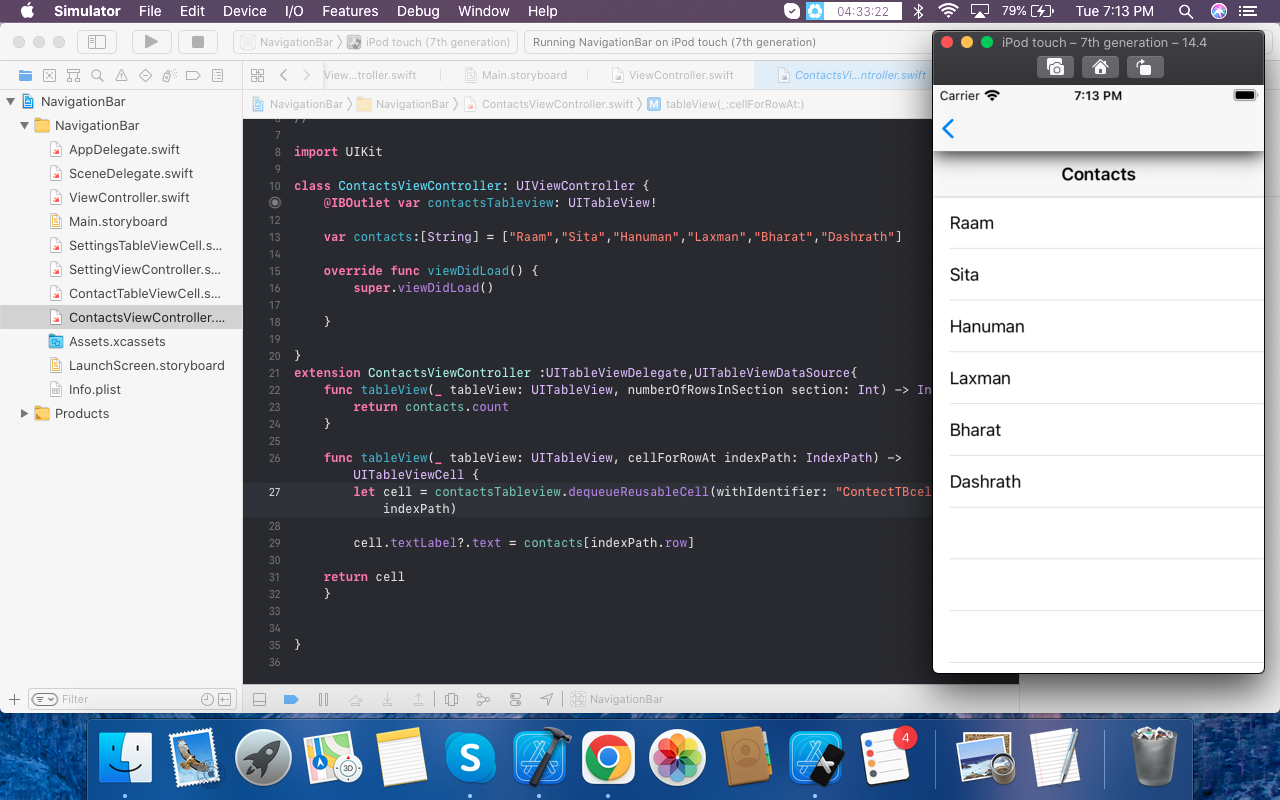 Simulator File Edit Device I/O Features Debug Window Help 04:33:22 79% Tue 7:13 PM
NavigationBar iPod touch (7th generation) Running NavigationBar on iPod touch (7th generation)
iPod touch – 7th generation – 14.4
View...troller.swift Main.storyboard ViewController.swift ContactsVi...ntroller.swift
NavigationBar NavigationBar ContactsViewController.swift M tableView(_:cellForRowAt:)
NavigationBar
NavigationBar
AppDelegate.swift
SceneDelegate.swift
ViewController.swift
Main.storyboard
SettingsTableViewCell.s...
SettingViewController.s...
ContactTableViewCell.s...
ContactsViewController....
Assets.xcassets
LaunchScreen.storyboard
Info.plist
Products
Filter
6 //
7
8 import UIKit
9
10 class ContactsViewController: UIViewController {
@IBOutlet var contactsTableview: UITableView!
12
13 var contacts:[String] = ["Raam","Sita","Hanuman","Laxman","Bharat","Dashrath"]
14
15 override func viewDidLoad() {
16 super.viewDidLoad()
17
18 }
19
20 }
21 extension ContactsViewController :UITableViewDelegate,UITableViewDataSource{
22 func tableView(_ tableView: UITableView, numberOfRowsInSection section: Int) -> In
23 return contacts.count
24 }
25
26 func tableView(_ tableView: UITableView, cellForRowAt indexPath: IndexPath) ->
UITableViewCell {
27 let cell = contactsTableview.dequeueReusableCell(withIdentifier: "ContectTBcel
indexPath)
28
29 cell.textLabel?.text = contacts[indexPath.row]
30
31 return cell
32 }
33
34
35 }
36
NavigationBar
Carrier 7:13 PM
Contacts
Raam
Sita
Hanuman
Laxman
Bharat
Dashrath
S
3D
4